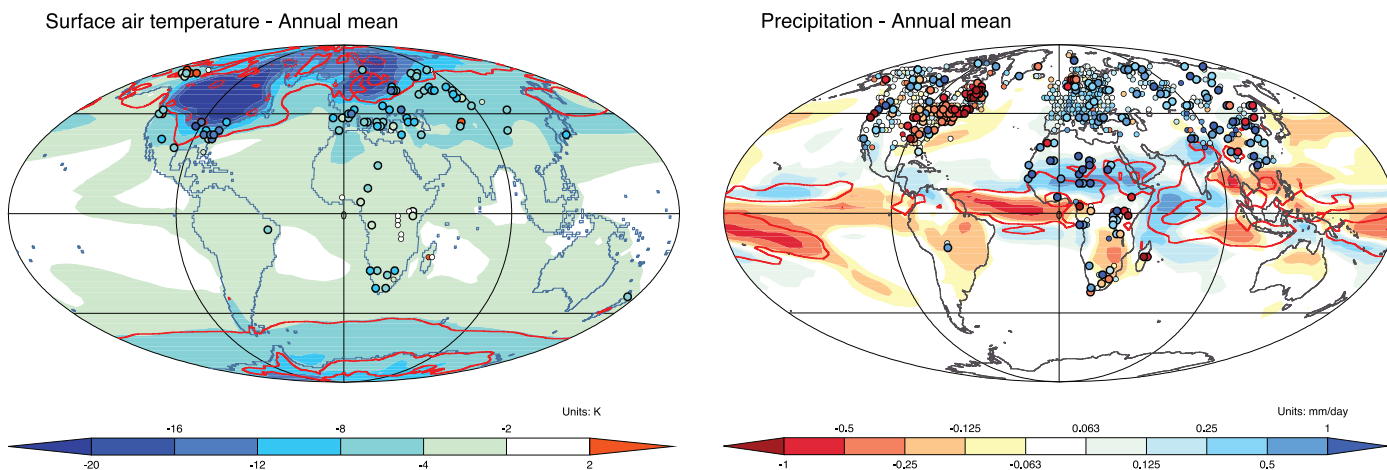 Surface air temperature - Annual mean
Precipitation - Annual mean
Units: K
-16 -8 -2
-20 -12 -4 2
Units: mm/day
-0.5 -0.125 0.063 0.25 1
-1 -0.25 -0.063 0.125 0.5